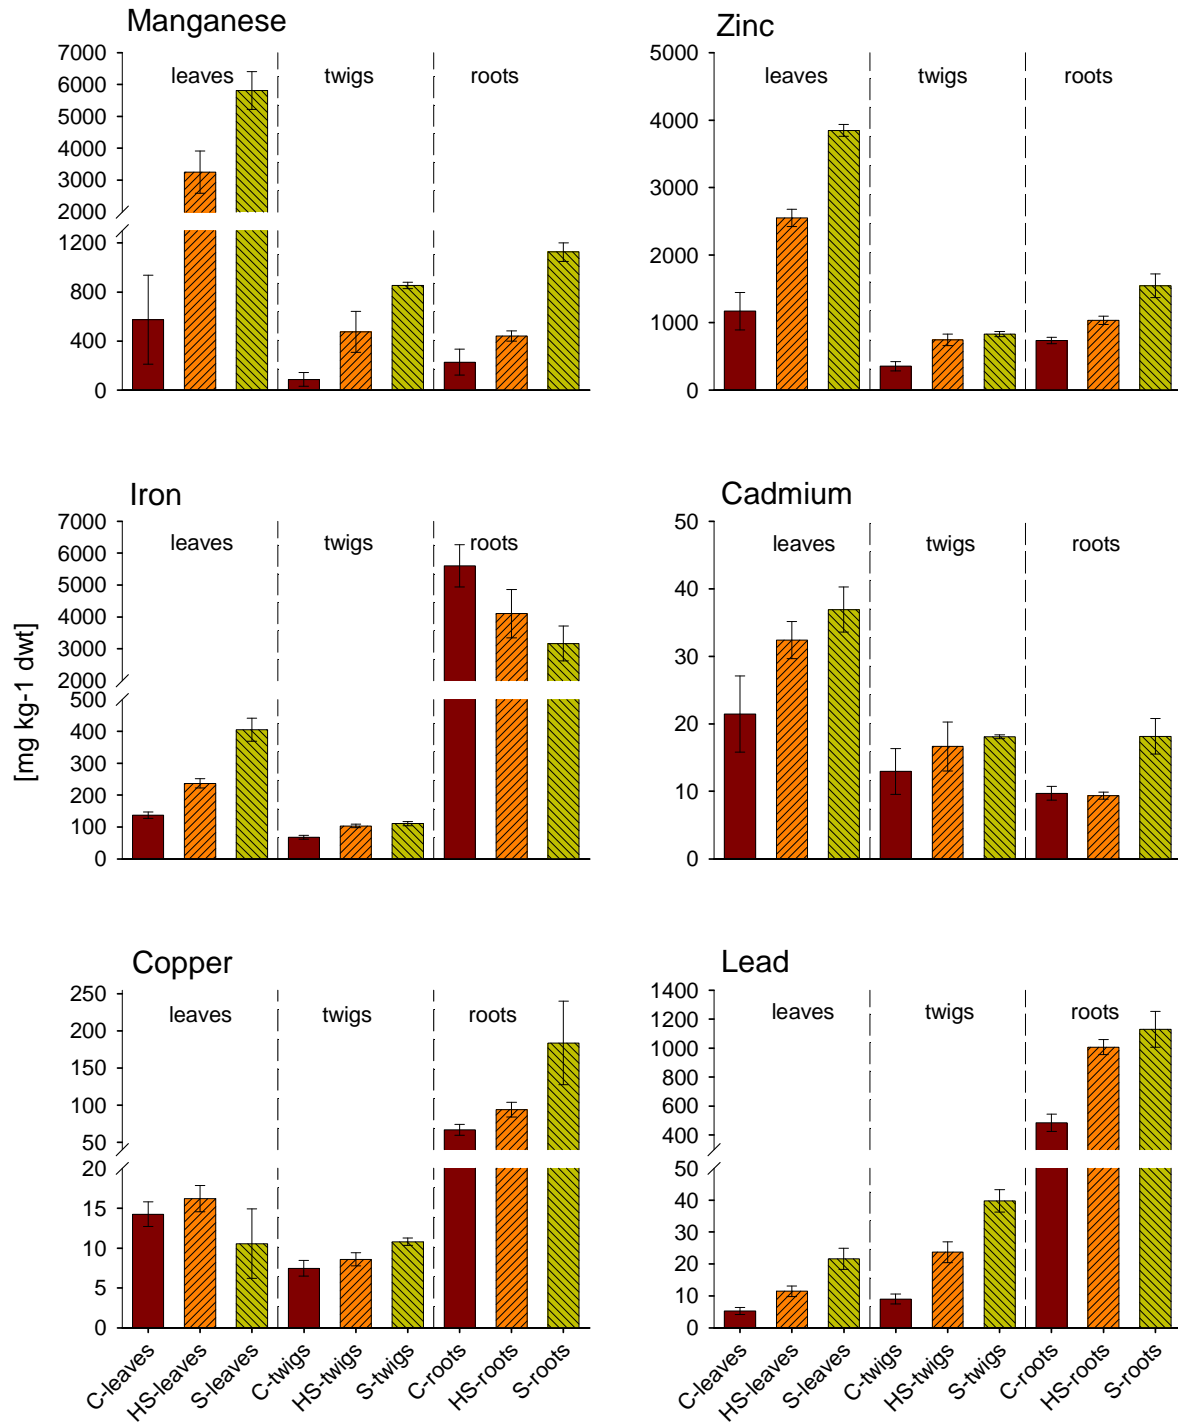 Manganese
7000
6000
5000
4000
3000
2000
1200
800
400
0
leaves
twigs
roots
Zinc
5000
4000
3000
2000
1000
0
leaves
twigs
roots
[mg kg-1 dwt]
Iron
7000
6000
5000
4000
3000
2000
500
400
300
200
100
0
leaves
twigs
roots
Cadmium
50
40
30
20
10
0
leaves
twigs
roots
Copper
250
200
150
100
50
20
15
10
5
0
leaves
twigs
roots
C-leaves
HS-leaves
S-leaves
C-twigs
HS-twigs
S-twigs
C-roots
HS-roots
S-roots
Lead
1400
1200
1000
800
600
400
50
40
30
20
10
0
leaves
twigs
roots
C-leaves
HS-leaves
S-leaves
C-twigs
HS-twigs
S-twigs
C-roots
HS-roots
S-roots